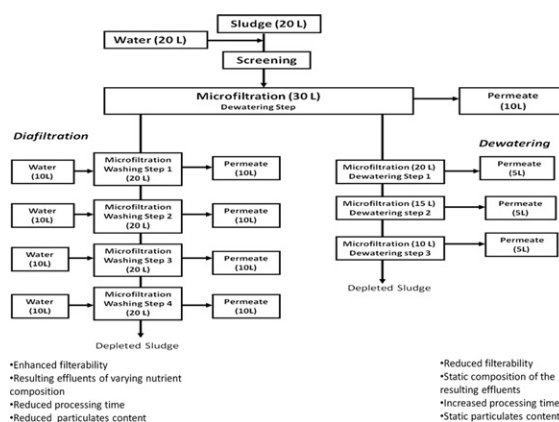 Sludge (20 L)
Water (20 L)
Screening
Microfiltration (30 L)
Dewatering Step
Permeate
(10L)
Diafiltration
Dewatering
Water
(10L)
Microfiltration
Washing Step 1
(20 L)
Permeate
(10L)
Water
(10L)
Microfiltration
Washing Step 2
(20 L)
Permeate
(10L)
Water
(10L)
Microfiltration
Washing Step 3
(20 L)
Permeate
(10L)
Water
(10L)
Microfiltration
Washing Step 4
(20 L)
Permeate
(10L)
Depleted Sludge
Microfiltration (20 L)
Dewatering Step 1
Permeate
(5L)
Microfiltration (15 L)
Dewatering step 2
Permeate
(5L)
Microfiltration (10 L)
Dewatering step 3
Permeate
(5L)
Depleted Sludge
•Enhanced filterability
•Resulting effluents of varying nutrient
composition
•Reduced processing time
•Reduced particulates content
•Reduced filterability
•Static composition of the
resulting effluents
•Increased processing time
•Static particulates content